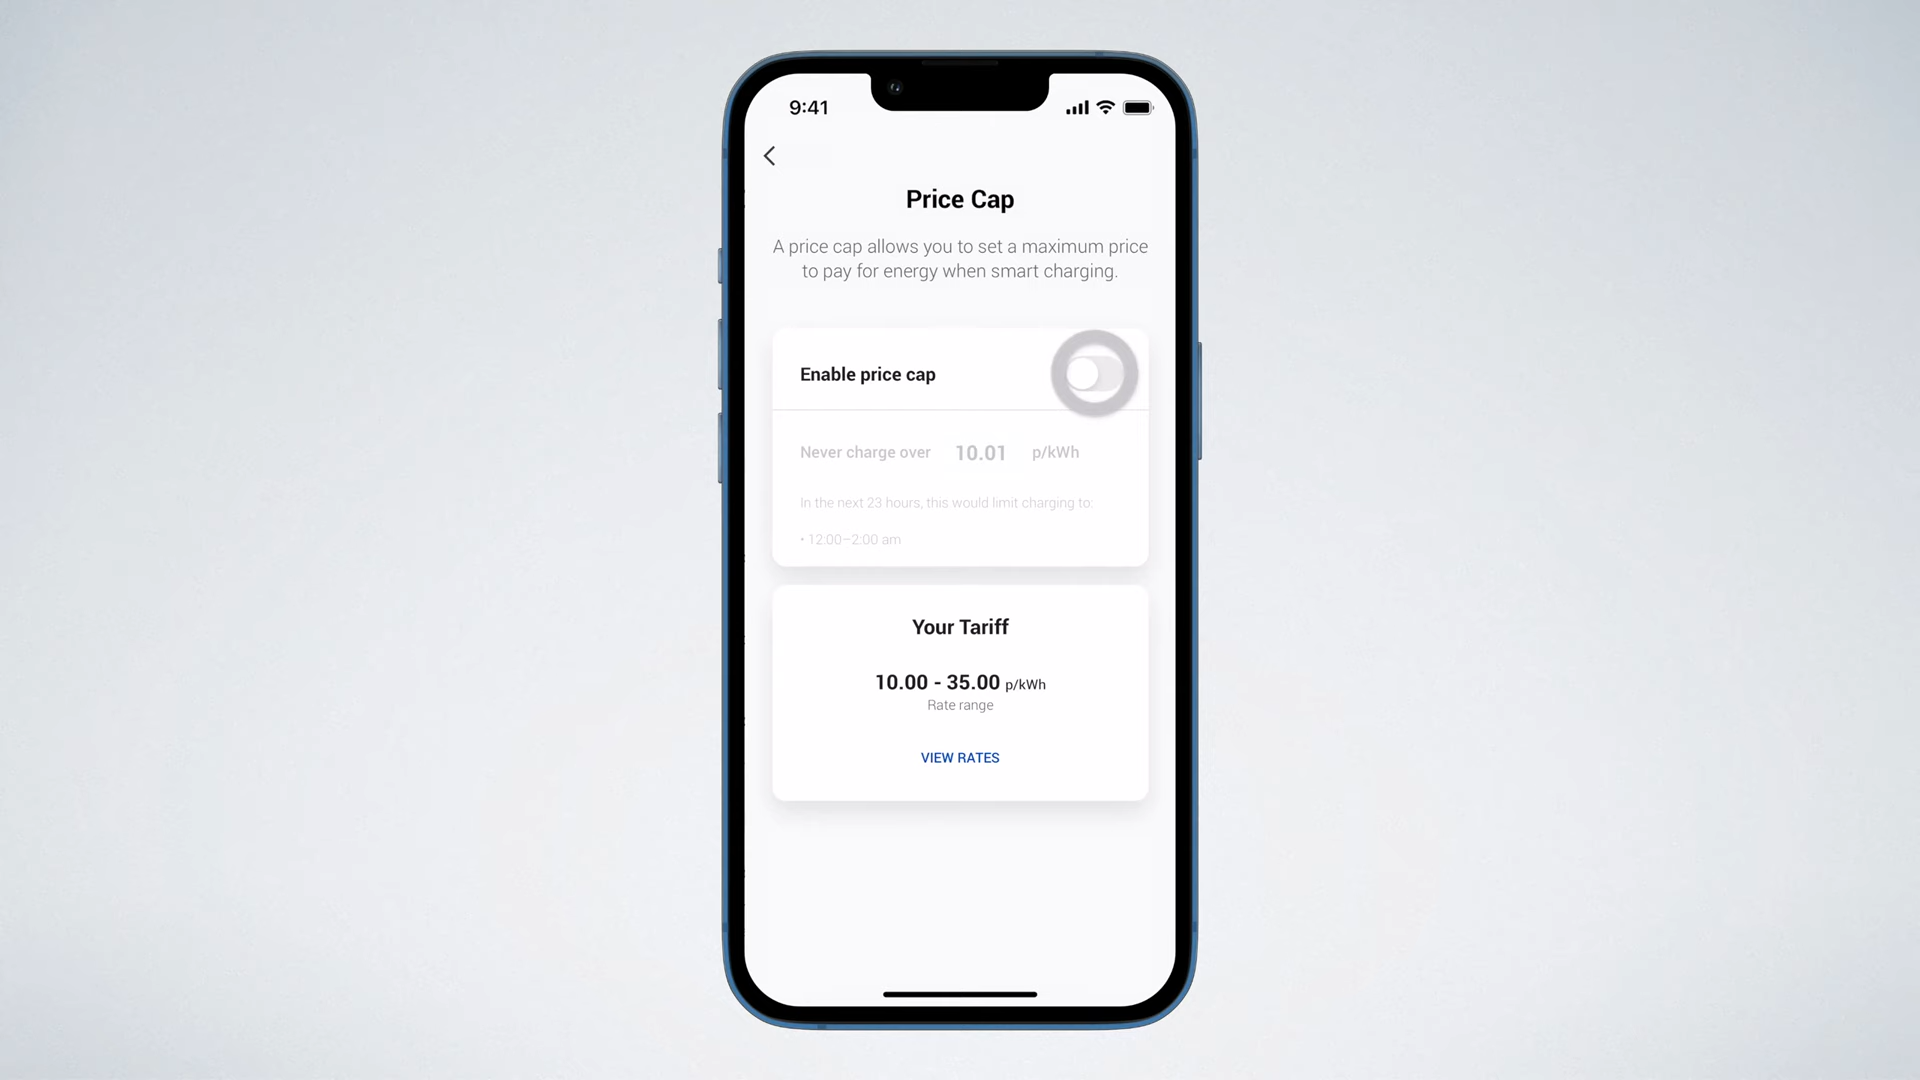 9:41
Price Cap
A price cap allows you to set a maximum price
to pay for energy when smart charging.
Enable price cap
Never charge over 10.01 p/kWh
In the next 23 hours, this would limit charging to:
• 12:00–2:00 am
Your Tariff
10.00 - 35.00 p/kWh
Rate range
VIEW RATES